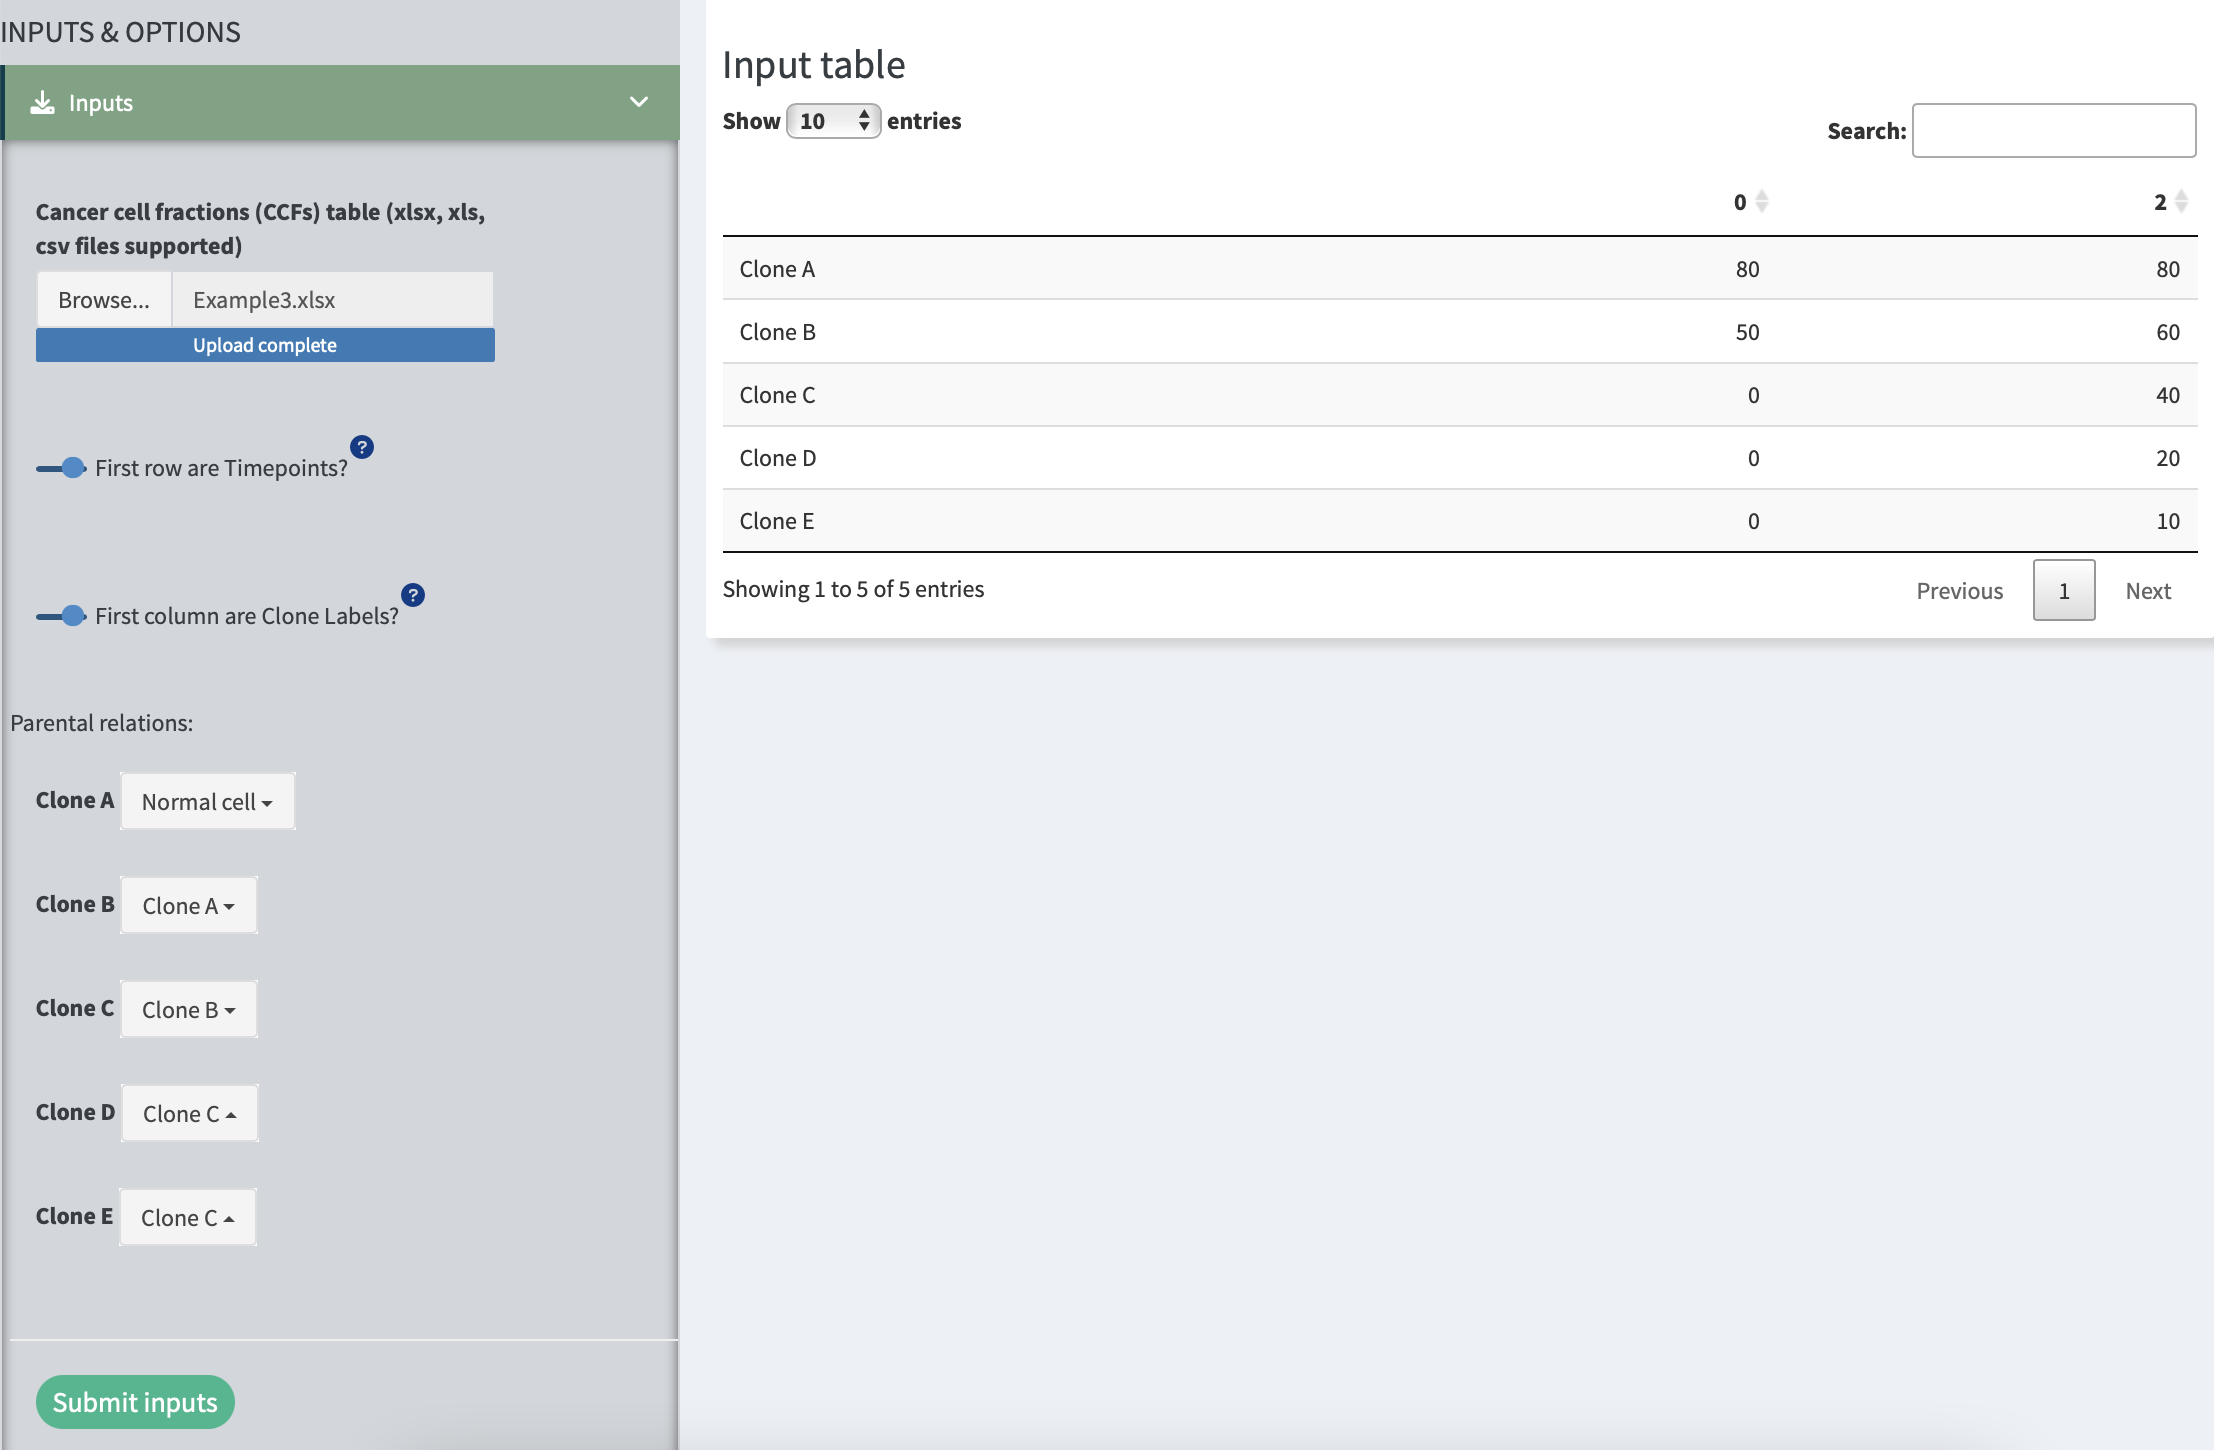 INPUTS & OPTIONS
Inputs
Cancer cell fractions (CCFs) table (xlsx, xls,
csv files supported)
Browse... Example3.xlsx
Upload complete
First row are Timepoints? ?
First column are Clone Labels? ?
Parental relations:
Clone A Normal cell
Clone B Clone A
Clone C Clone B
Clone D Clone C
Clone E Clone C
Submit inputs
Input table
Show 10 entries
Search:
0 2
Clone A 80 80
Clone B 50 60
Clone C 0 40
Clone D 0 20
Clone E 0 10
Showing 1 to 5 of 5 entries
Previous 1 Next